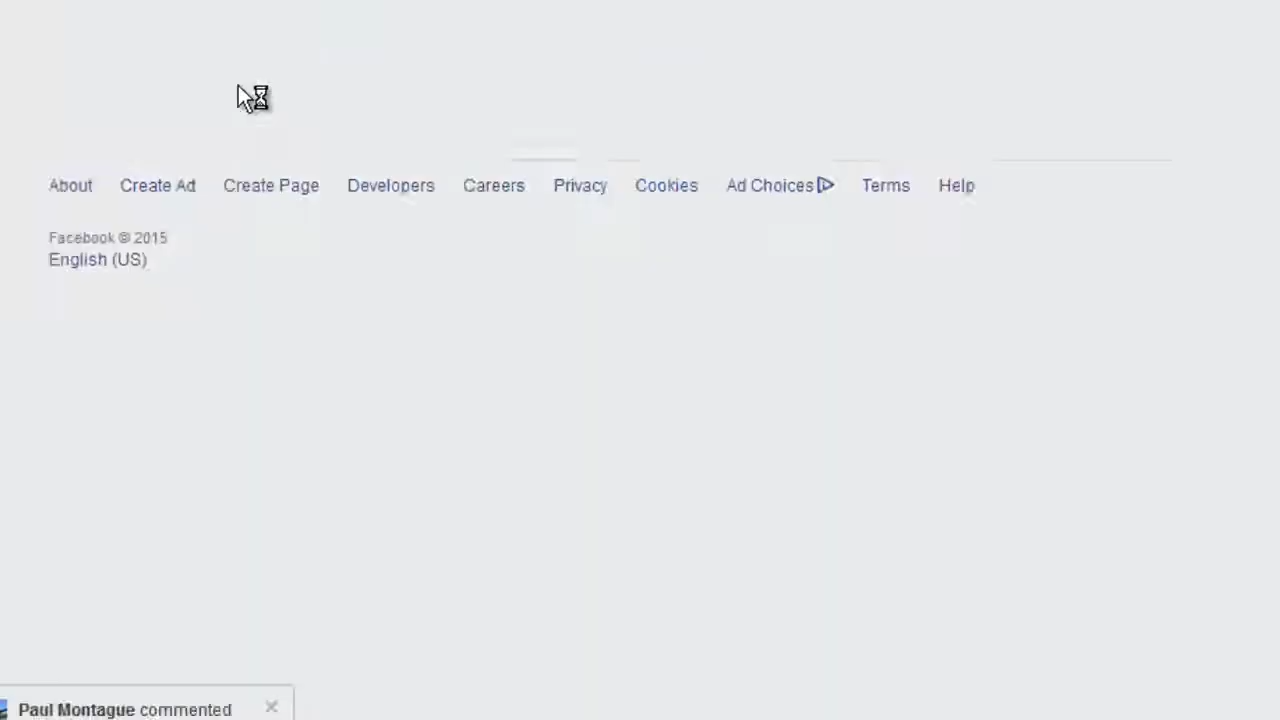 About Create Ad Create Page Developers Careers Privacy Cookies Ad Choices Terms Help
Facebook © 2015
English (US)
Paul Montague commented